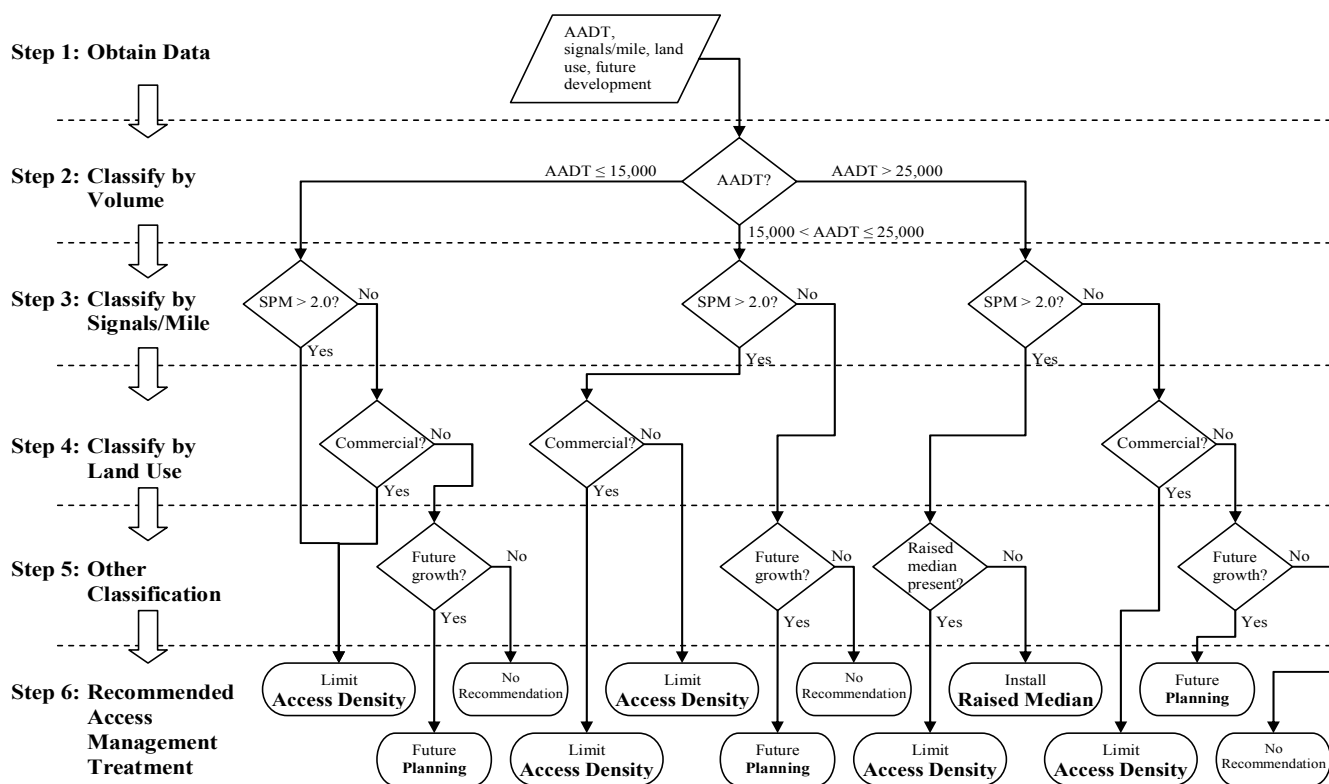 Step 1: Obtain Data
AADT,
signals/mile, land
use, future
development
Step 2: Classify by
Volume
AADT ≤ 15,000
AADT?
AADT > 25,000
15,000 < AADT ≤ 25,000
Step 3: Classify by
Signals/Mile
SPM > 2.0?
No
Yes
SPM > 2.0?
No
Yes
SPM > 2.0?
No
Yes
Step 4: Classify by
Land Use
Commercial?
No
Yes
Commercial?
No
Yes
Commercial?
No
Yes
Step 5: Other
Classification
Future
growth?
No
Yes
Future
growth?
No
Yes
Raised
median
present?
No
Yes
Future
growth?
No
Yes
Step 6: Recommended
Access
Management
Treatment
Limit
Access Density
No
Recommendation
Limit
Access Density
No
Recommendation
Install
Raised Median
Future
Planning
Future
Planning
Limit
Access Density
Future
Planning
Limit
Access Density
Limit
Access Density
No
Recommendation